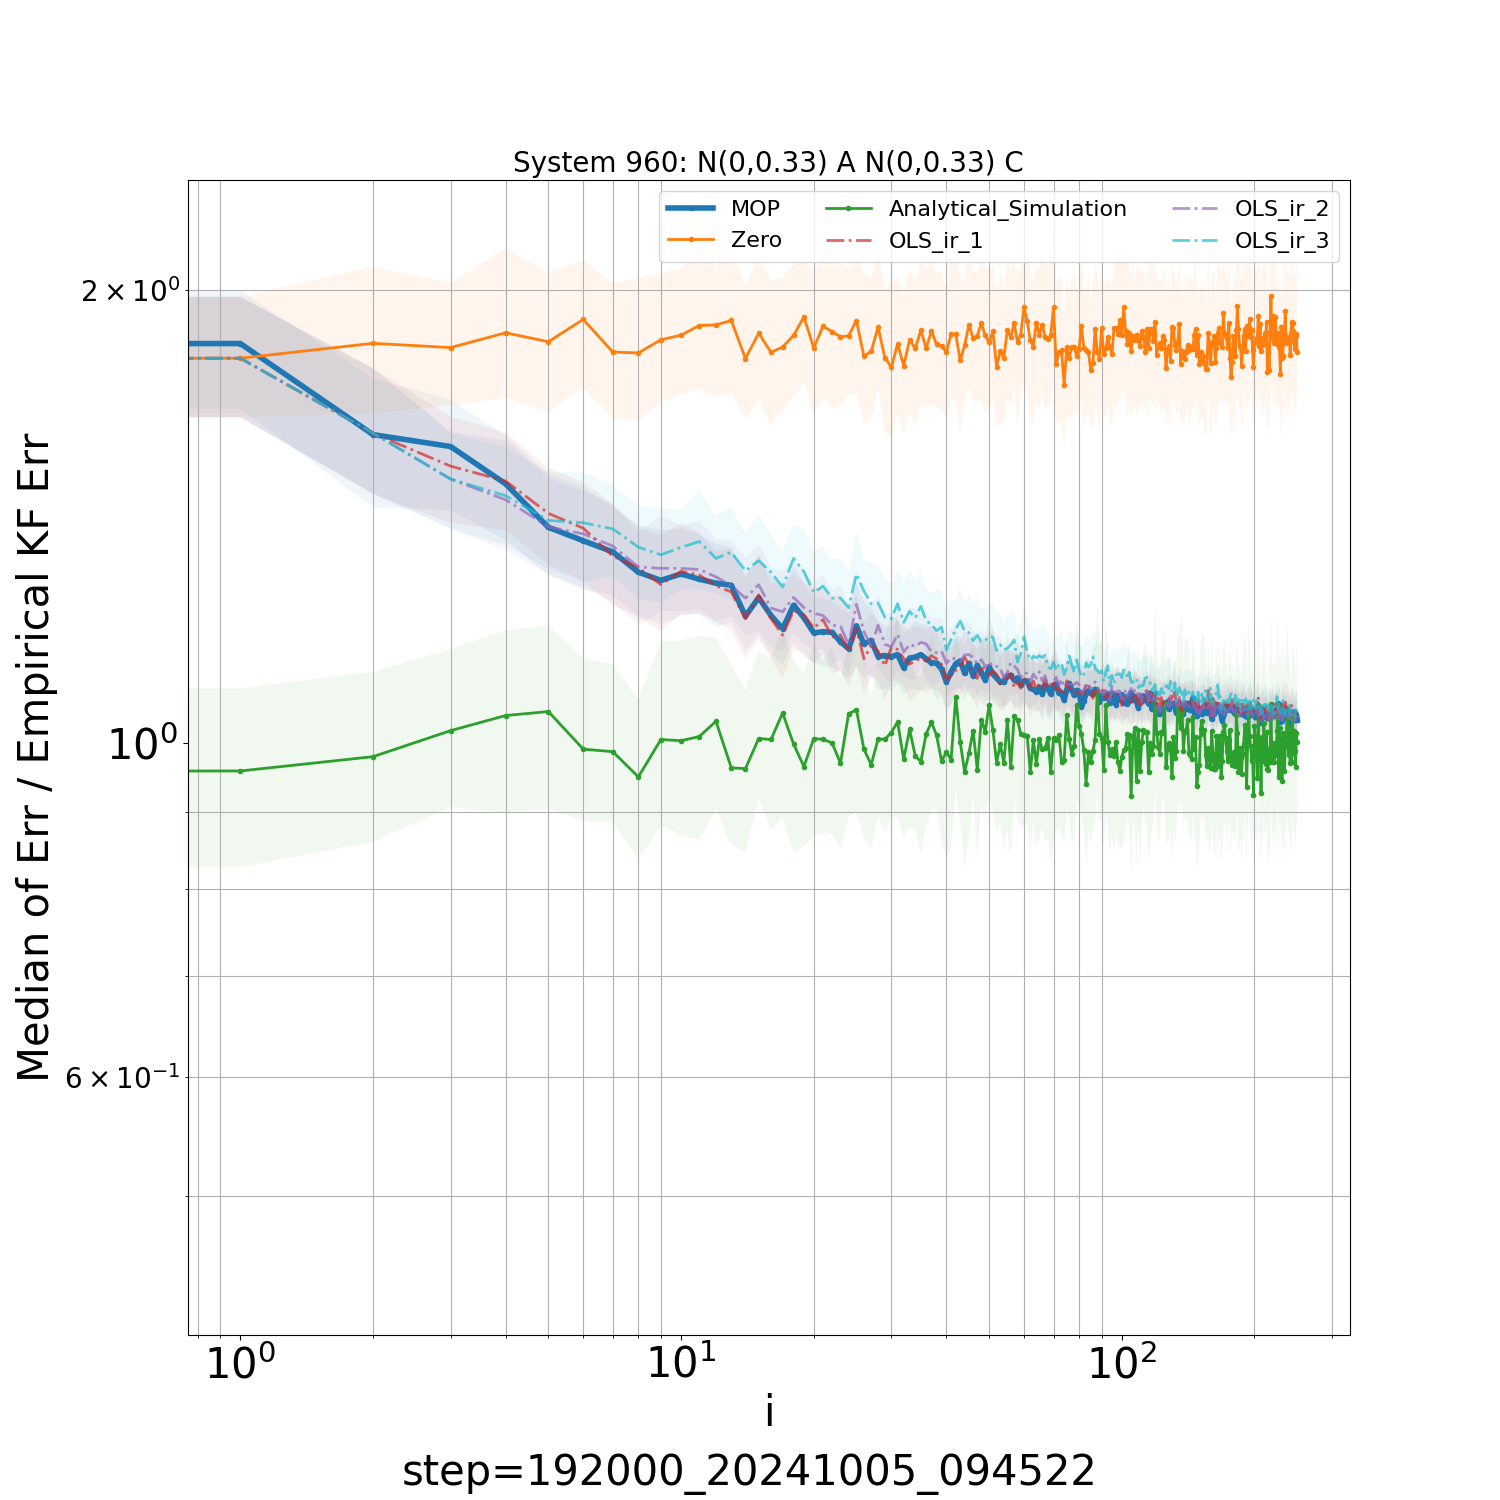 System 960: N(0,0.33) A N(0,0.33) C
MOP
Zero
Analytical_Simulation
OLS_ir_1
OLS_ir_2
OLS_ir_3
Median of Err / Empirical KF Err
2 × 10⁰
10⁰
6 × 10⁻¹
10⁰ 10¹ 10²
i
step=192000_20241005_094522